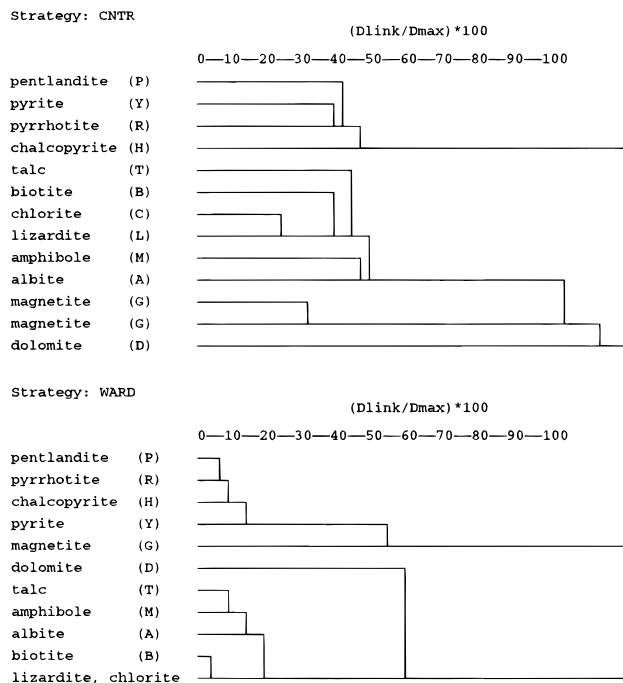 Strategy: CNTR
(Dlink/Dmax)*100
0—10—20—30—40—50—60—70—80—90—100
pentlandite (P)
pyrite (Y)
pyrrhotite (R)
chalcopyrite (H)
talc (T)
biotite (B)
chlorite (C)
lizardite (L)
amphibole (M)
albite (A)
magnetite (G)
magnetite (G)
dolomite (D)
Strategy: WARD
(Dlink/Dmax)*100
0—10—20—30—40—50—60—70—80—90—100
pentlandite (P)
pyrrhotite (R)
chalcopyrite (H)
pyrite (Y)
magnetite (G)
dolomite (D)
talc (T)
amphibole (M)
albite (A)
biotite (B)
lizardite, chlorite